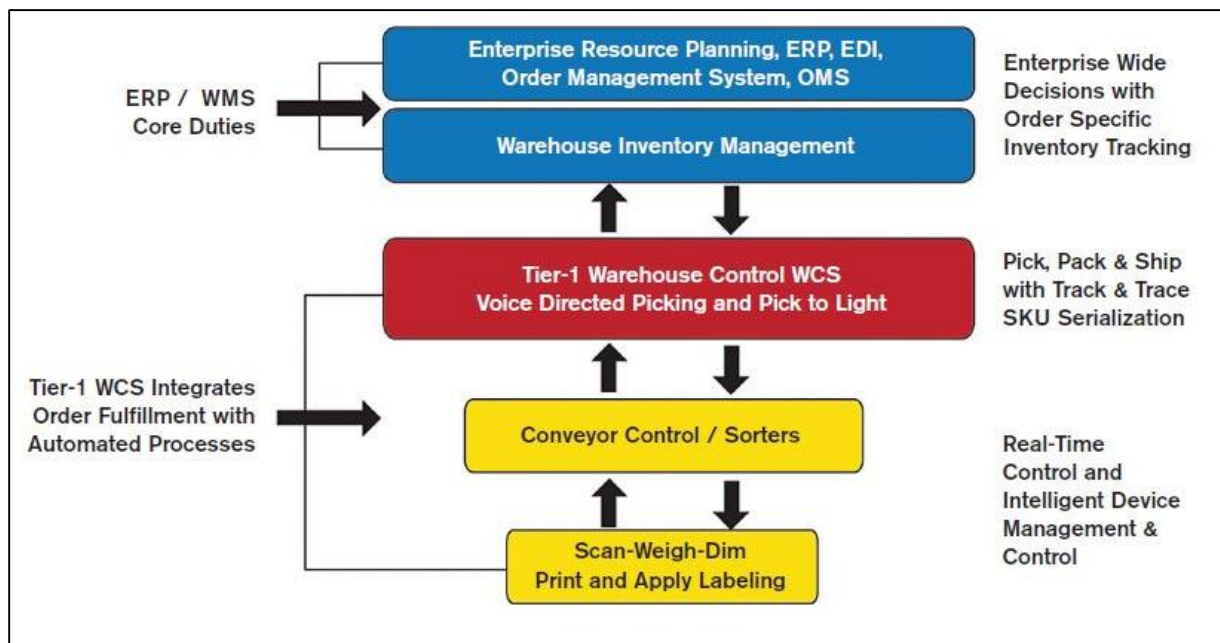 Enterprise Resource Planning, ERP, EDI,
Order Management System, OMS
ERP / WMS
Core Duties
Enterprise Wide
Decisions with
Order Specific
Inventory Tracking
Warehouse Inventory Management
Tier-1 Warehouse Control WCS
Voice Directed Picking and Pick to Light
Pick, Pack & Ship
with Track & Trace
SKU Serialization
Tier-1 WCS Integrates
Order Fulfillment with
Automated Processes
Conveyor Control / Sorters
Real-Time
Control and
Intelligent Device
Management &
Control
Scan-Weigh-Dim
Print and Apply Labeling